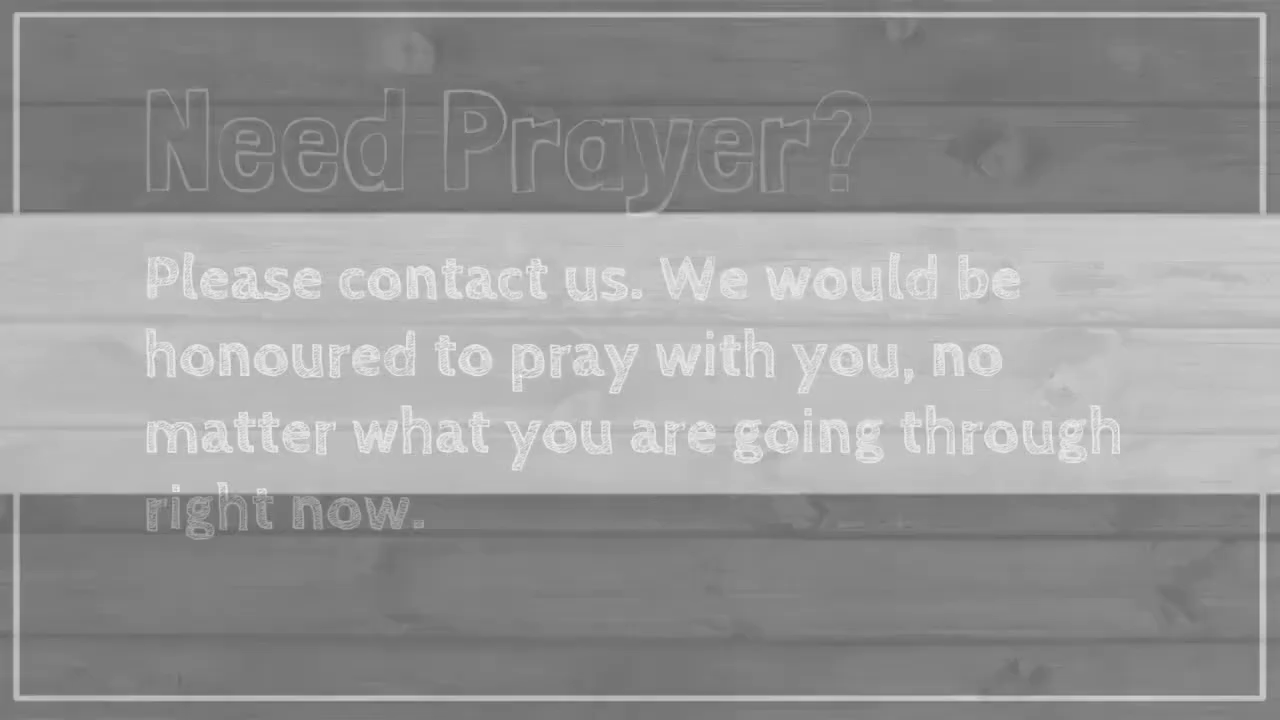 Need Prayer?
Please contact us. We would be
honoured to pray with you, no
matter what you are going through
right now.